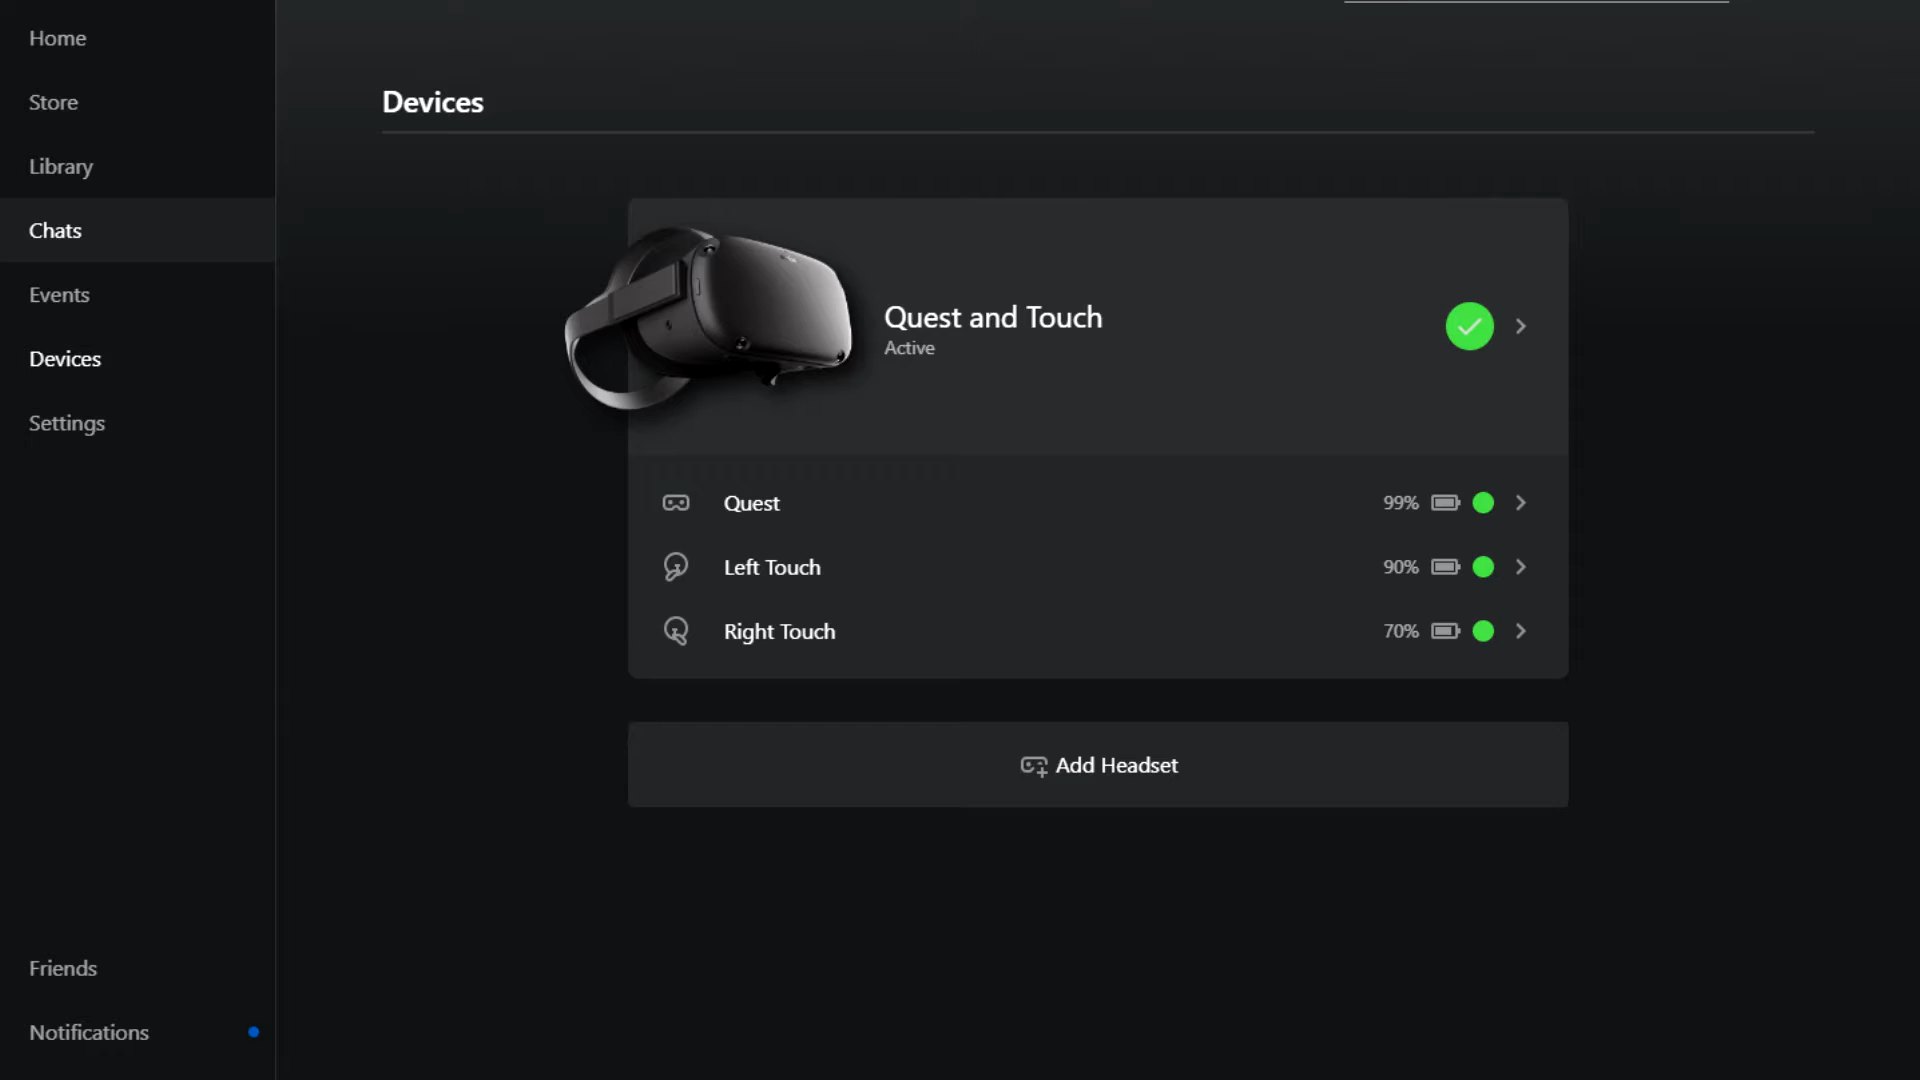 Home
Store
Library
Chats
Events
Devices
Settings
Friends
Notifications
Devices
Quest and Touch
Active
Quest 99%
Left Touch 90%
Right Touch 70%
Add Headset